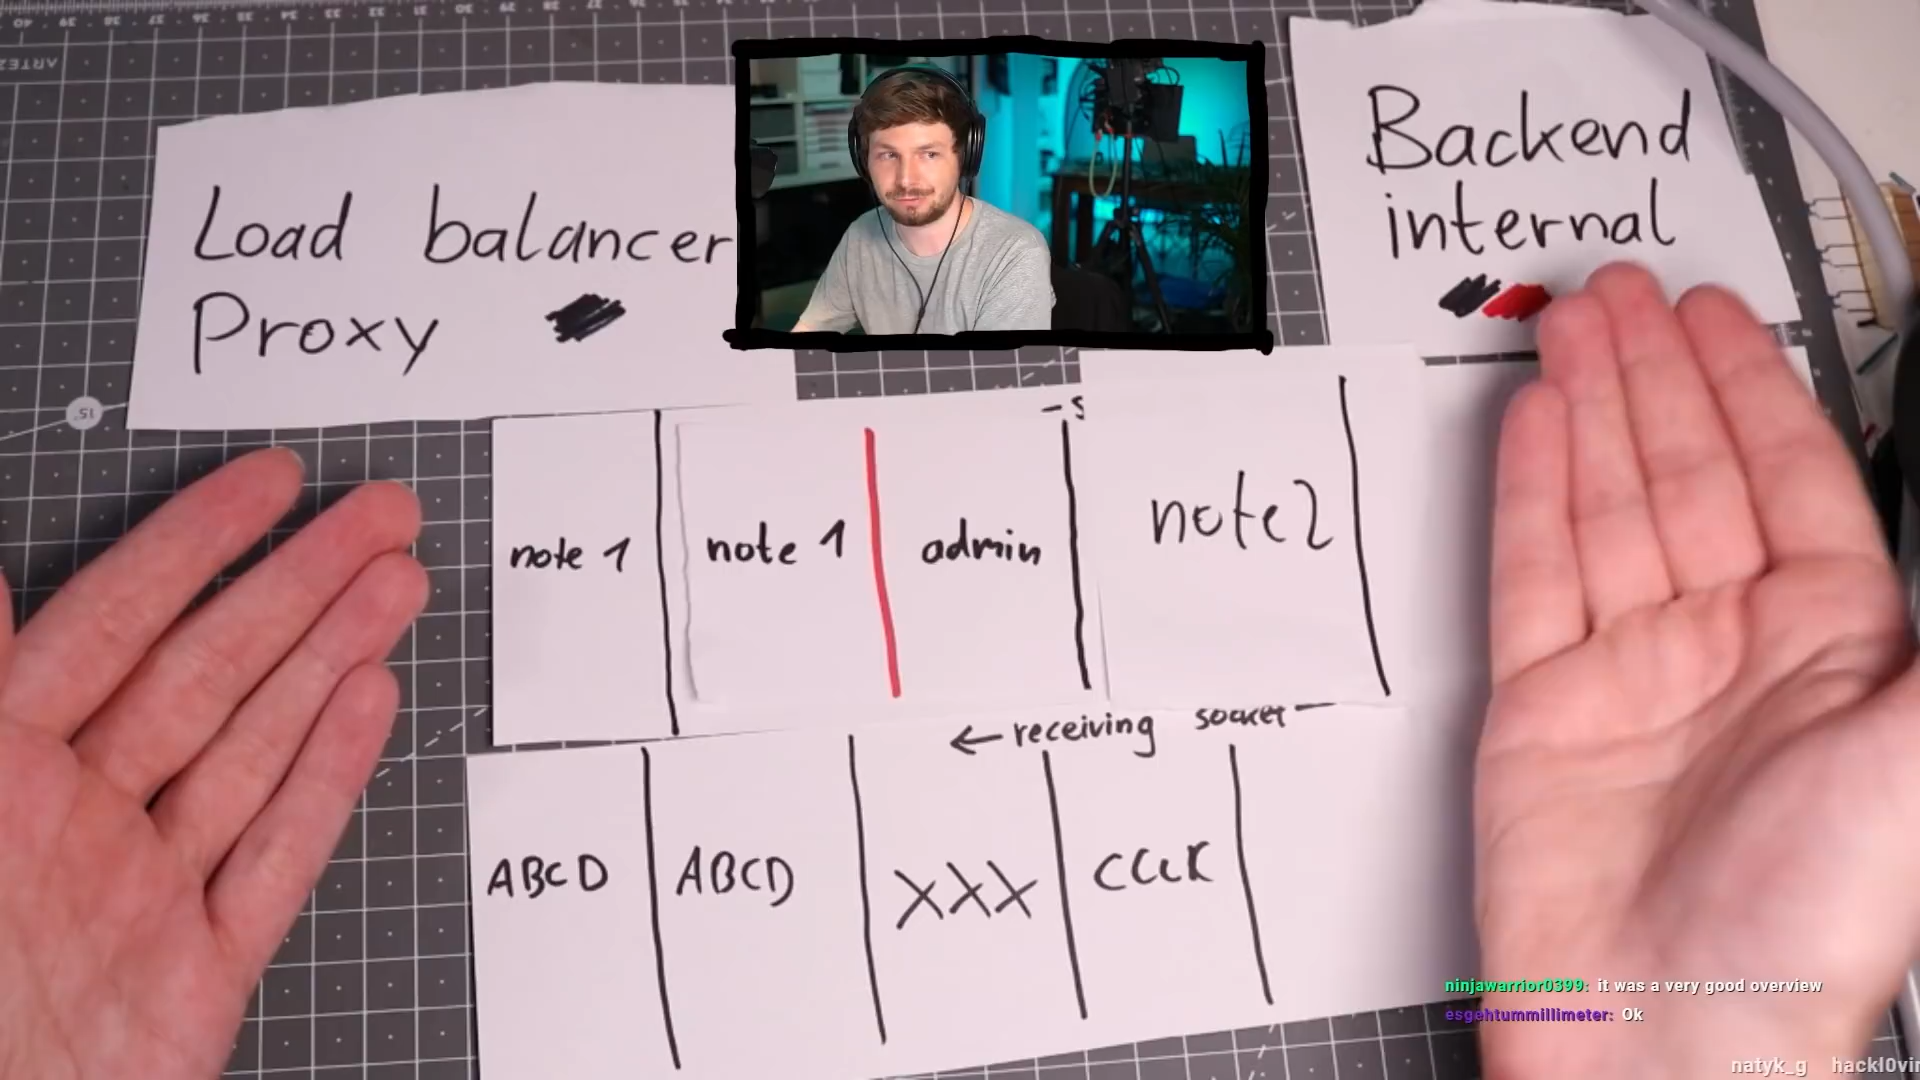 Load balancer
Proxy
Backend
internal
note 1
note 1
admin
note2
← receiving socket
ABCD
ABCD
XXX
ninjawarrior0399: it was a very good overview
esgehtummillimeter: Ok
natyk_g hackl0vin